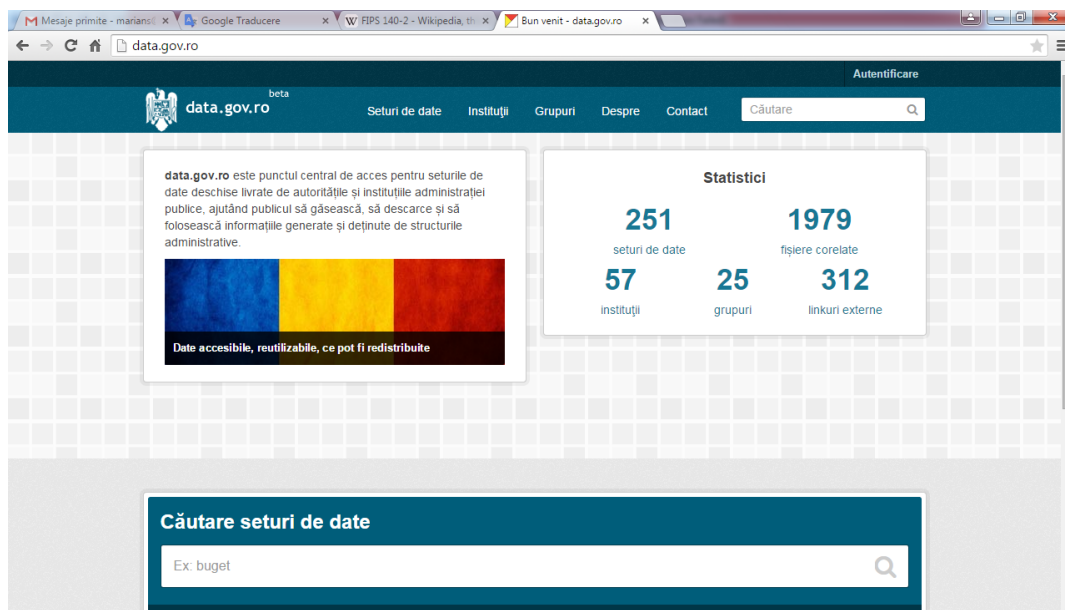 Mesaje primite - marians
Google Traducere
FIPS 140-2 - Wikipedia, th
Bun venit - data.gov.ro
data.gov.ro
Autentificare
data.gov.ro beta
Seturi de date
Instituții
Grupuri
Despre
Contact
Căutare
data.gov.ro este punctul central de acces pentru seturile de
date deschise livrate de autoritățile și instituțiile administrației
publice, ajutând publicul să găsească, să descarce și să
folosească informațiile generate și deținute de structurile
administrative.
Date accesibile, reutilizabile, ce pot fi redistribuite
Statistici
251
seturi de date
1979
fișiere corelate
57
instituții
25
grupuri
312
linkuri externe
Căutare seturi de date
Ex: buget